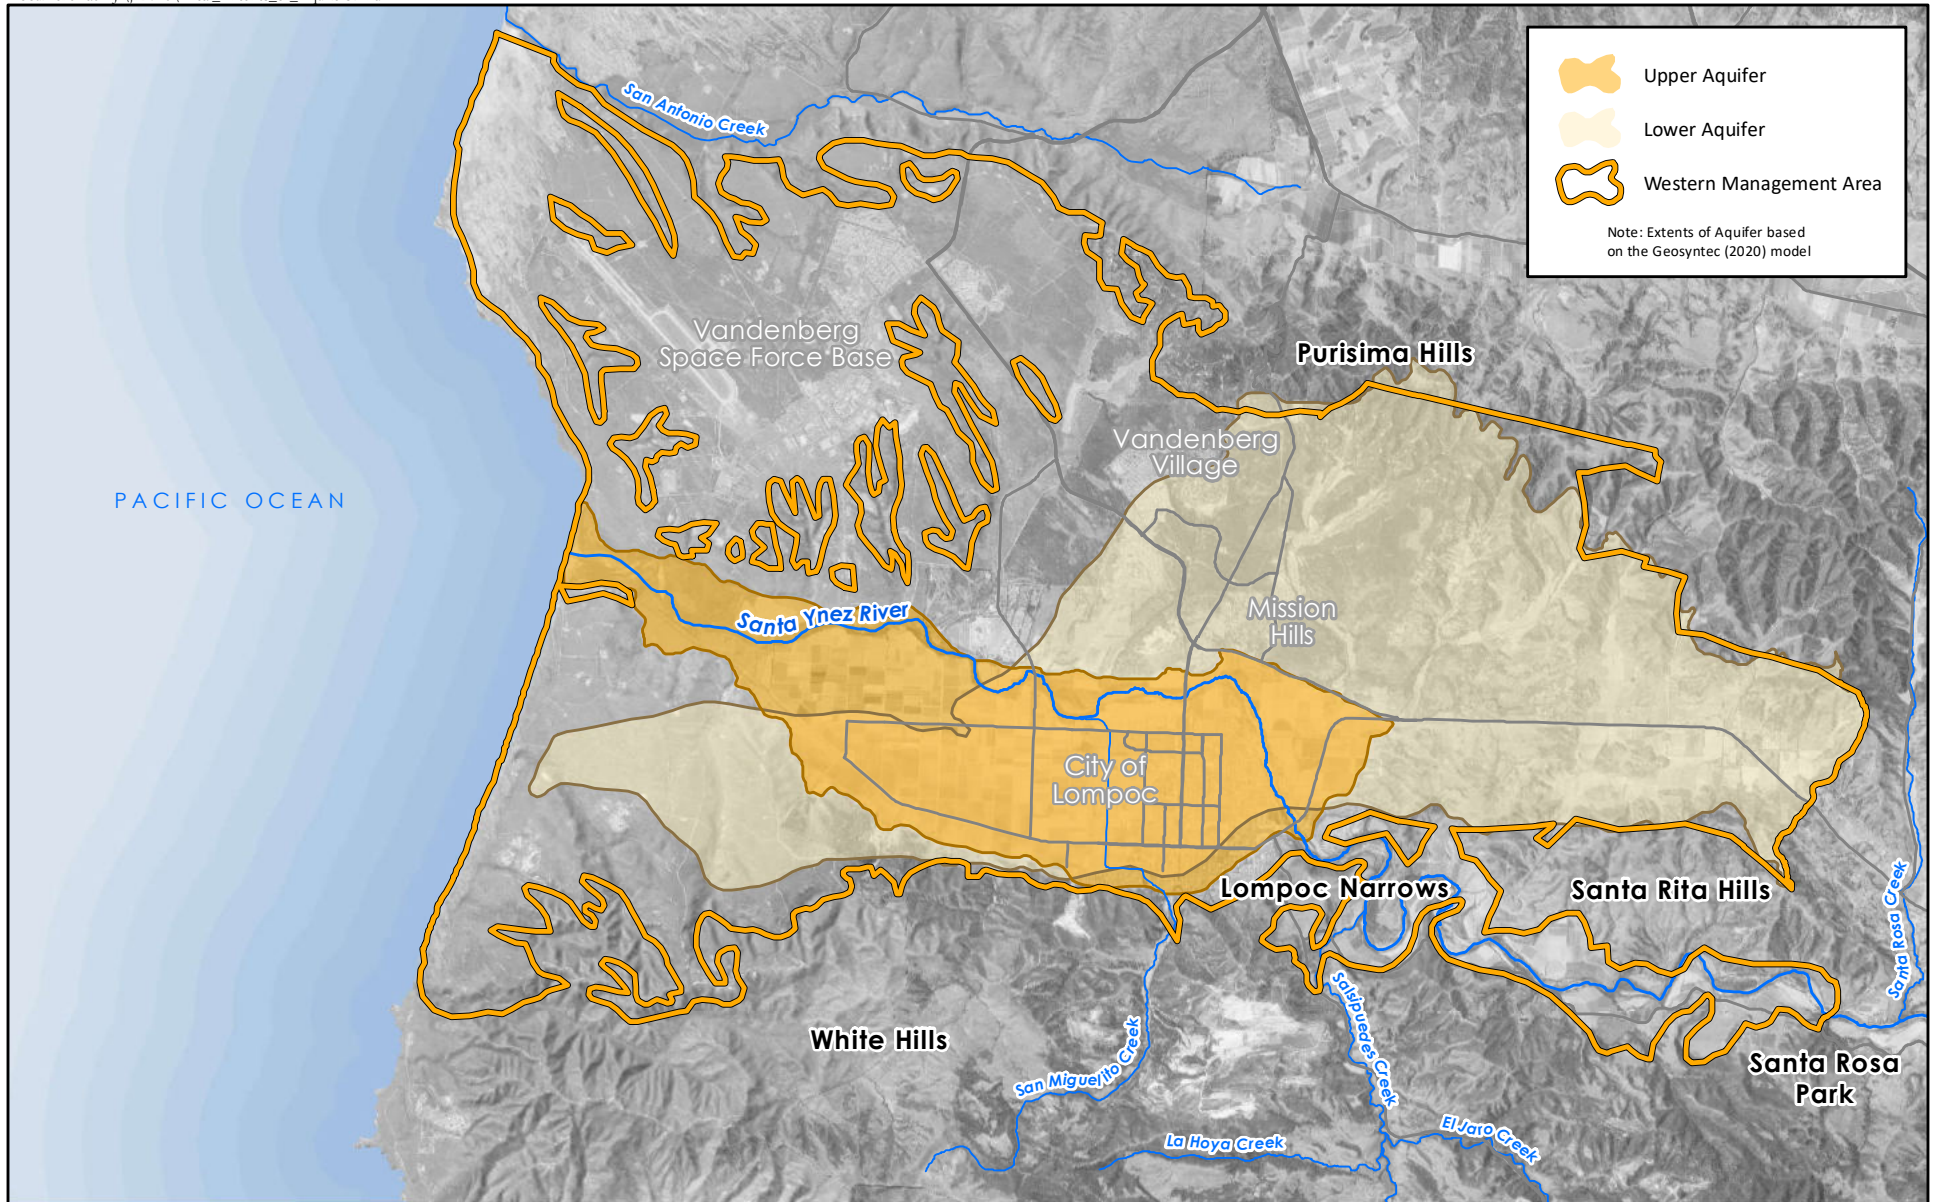 Upper Aquifer
Lower Aquifer
Western Management Area
Note: Extents of Aquifer based
on the Geosyntec (2020) model
San Antonio Creek
Vandenberg
Space Force Base
Purisima Hills
Vandenberg
Village
PACIFIC OCEAN
Mission
Hills
Santa Ynez River
City of
Lompoc
Lompoc Narrows
Santa Rita Hills
Santa Rosa Creek
White Hills
San Miguelito Creek
Salsipuedes Creek
Santa Rosa
Park
La Hoya Creek
El Jaro Creek